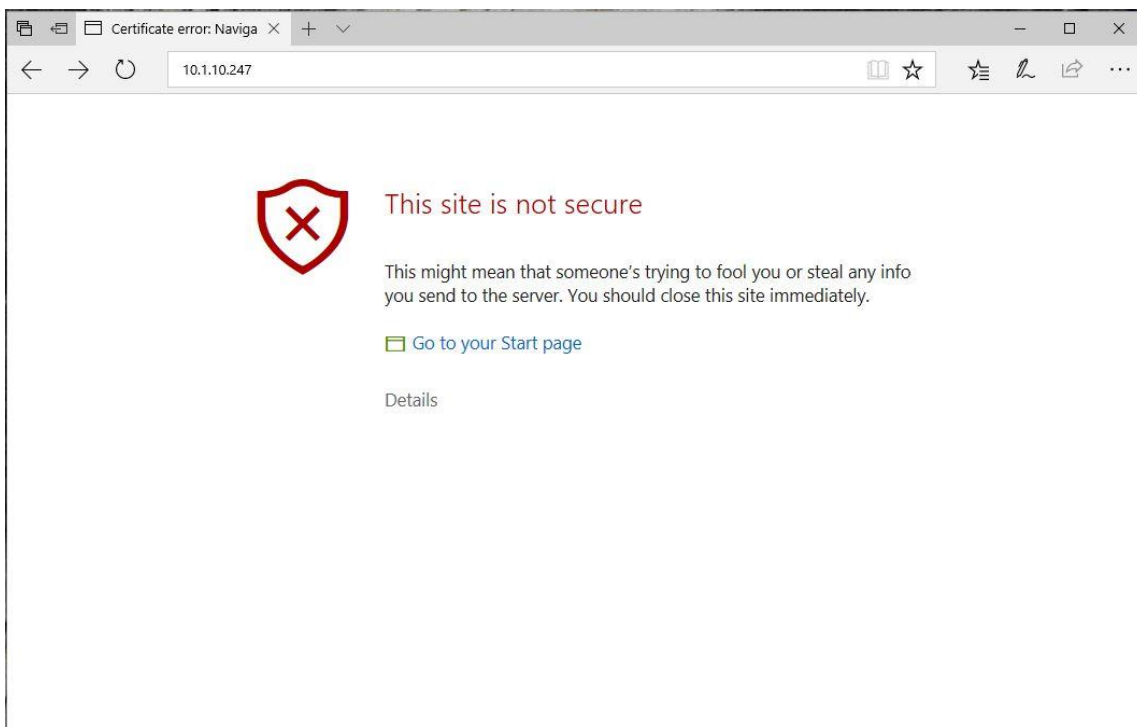 Certificate error: Naviga
10.1.10.247
This site is not secure
This might mean that someone's trying to fool you or steal any info
you send to the server. You should close this site immediately.
Go to your Start page
Details